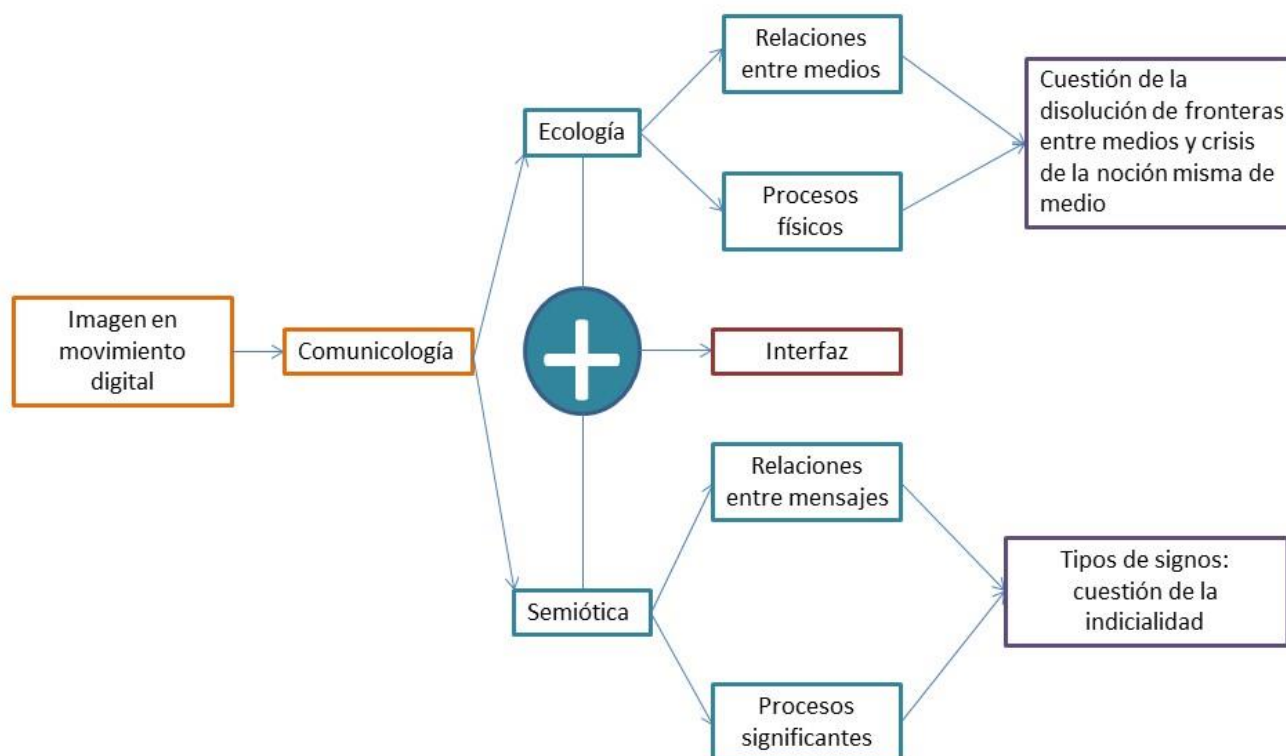 Relaciones
entre medios
Cuestión de la
disolución de fronteras
entre medios y crisis
de la noción misma de
medio
Ecología
Procesos
físicos
Imagen en
movimiento
digital
Comunicología
Interfaz
Relaciones
entre mensajes
Tipos de signos:
cuestión de la
indicialidad
Semiótica
Procesos
significantes